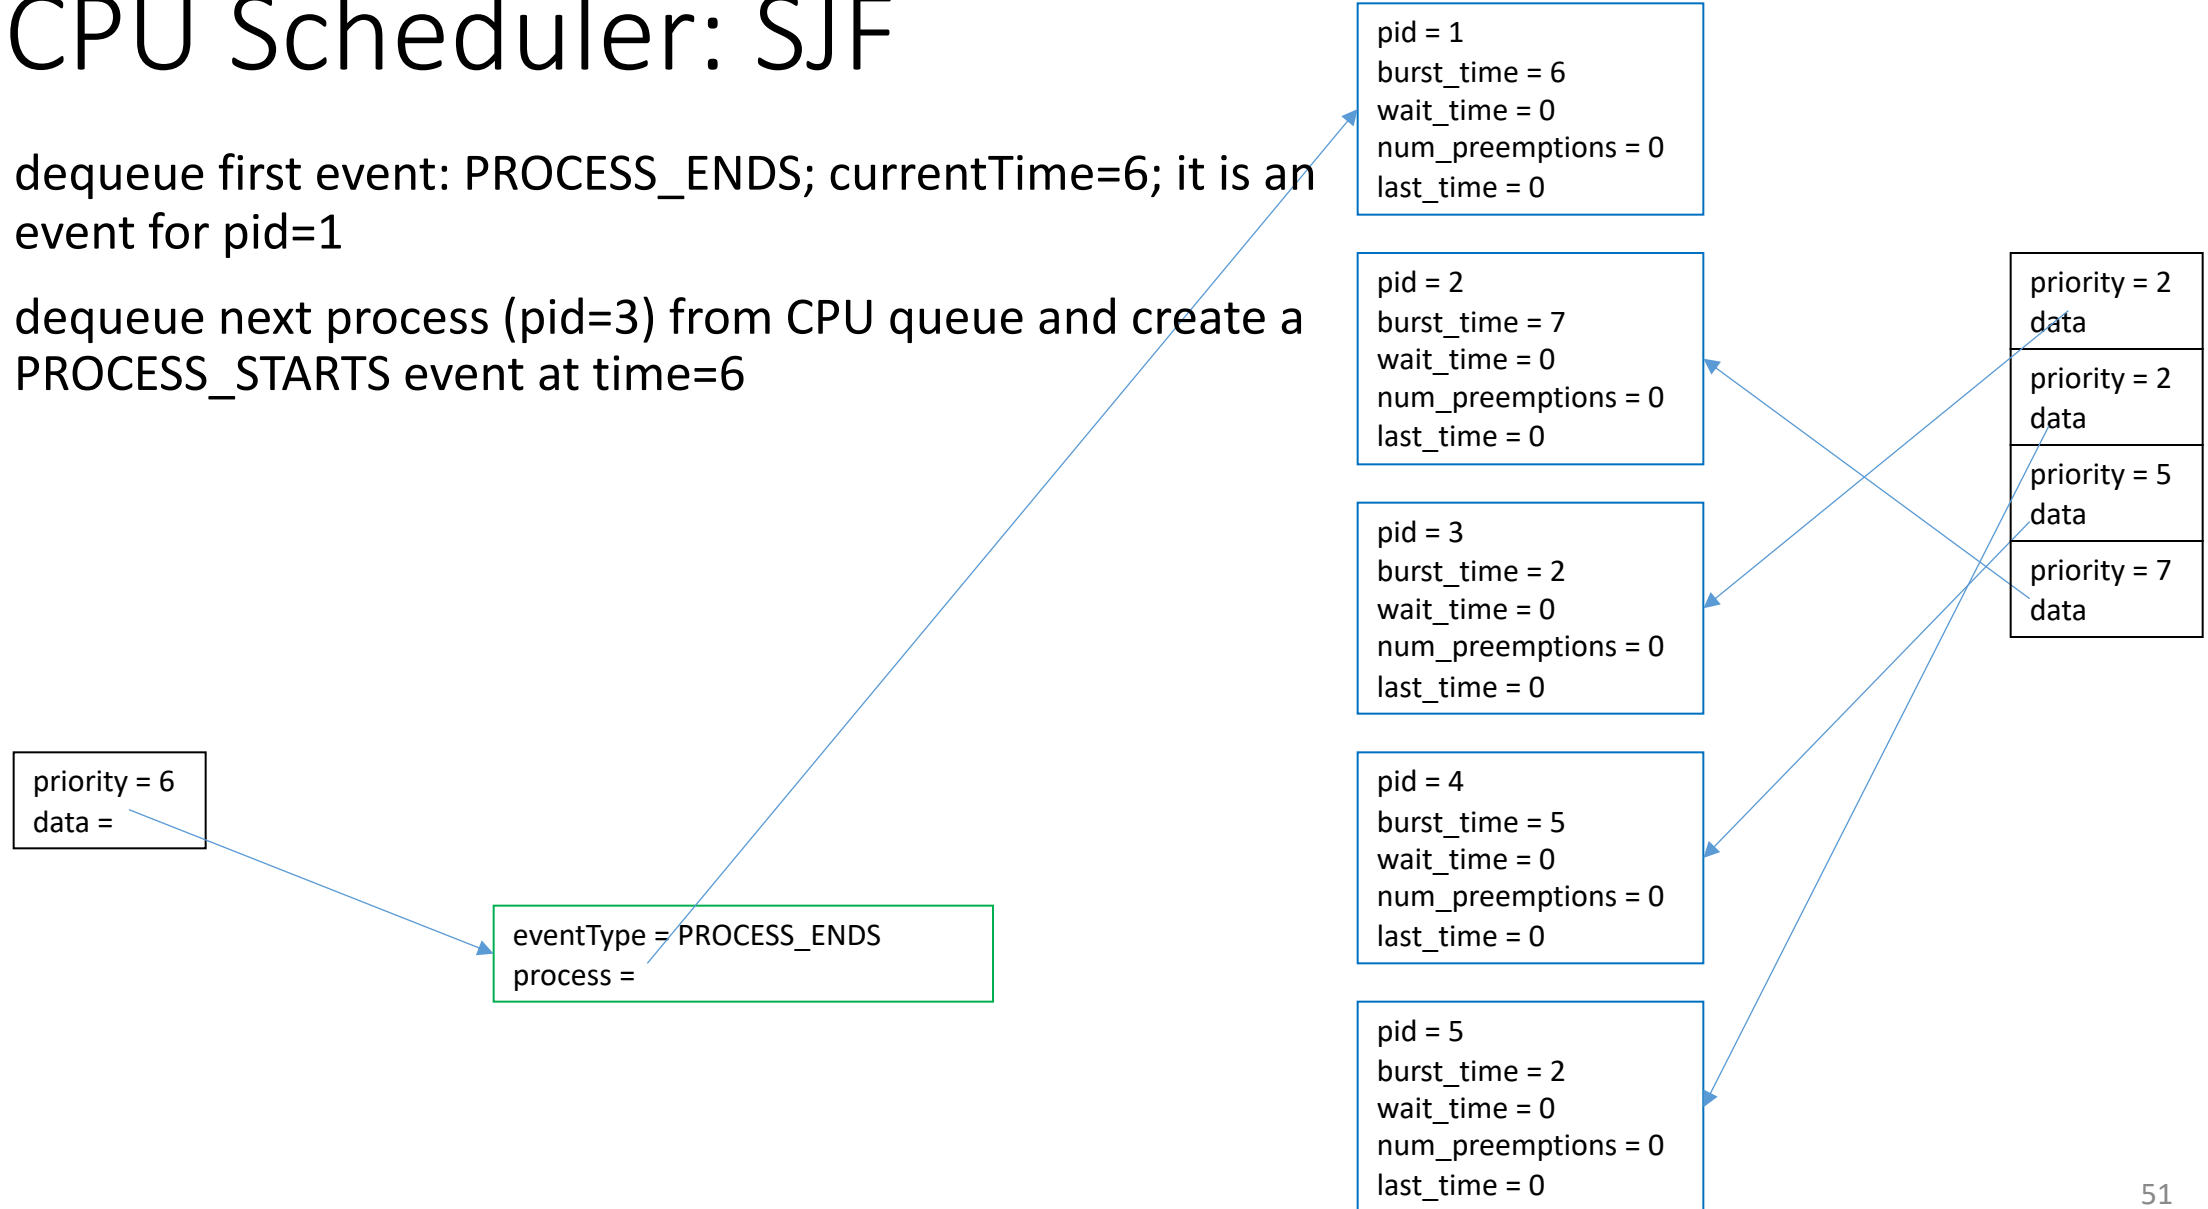 CPU Scheduler: SJF
dequeue first event: PROCESS_ENDS; currentTime=6; it is an
event for pid=1
dequeue next process (pid=3) from CPU queue and create a
PROCESS_STARTS event at time=6
priority = 6
data =
eventType = PROCESS_ENDS
process =
pid = 1
burst_time = 6
wait_time = 0
num_preemptions = 0
last_time = 0
pid = 2
burst_time = 7
wait_time = 0
num_preemptions = 0
last_time = 0
pid = 3
burst_time = 2
wait_time = 0
num_preemptions = 0
last_time = 0
pid = 4
burst_time = 5
wait_time = 0
num_preemptions = 0
last_time = 0
pid = 5
burst_time = 2
wait_time = 0
num_preemptions = 0
last_time = 0
priority = 2
data
priority = 2
data
priority = 5
data
priority = 7
data
51